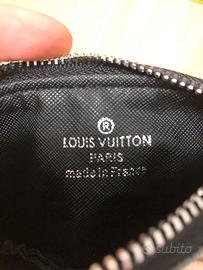 ®
LOUIS VUITTON
PARIS
made in France
subito